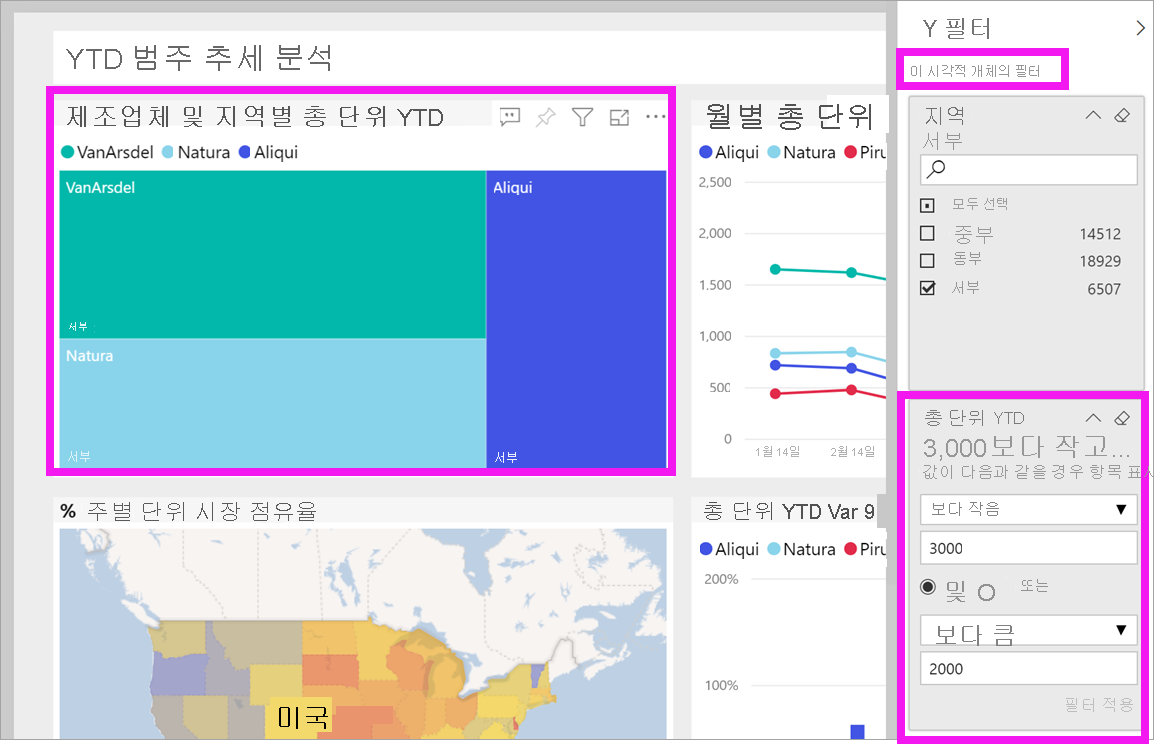 YTD 범주 추세 분석
제조업체 및 지역별 총 단위 YTD
VanArsdel Natura Aliqui
VanArsdel
서부
Natura
서부
Aliqui
서부
월별 총 단위
Aliqui Natura Piru
2,500
2,000
1.500
1,000
500
0
1월 14일 2월 14일
% 주별 단위 시장 점유율
미국
총 단위 YTD Var 9
Aliqui Natura Piru
200%
100%
Y 필터
이 시각적 개체의 필터
지역
서부
모두 선택
중부 14512
동부 18929
서부 6507
총 단위 YTD
3,000보다 작고...
값이 다음과 같을 경우 항목 표시
보다 작음
3000
및 또는
보다 큼
2000
필터 적용